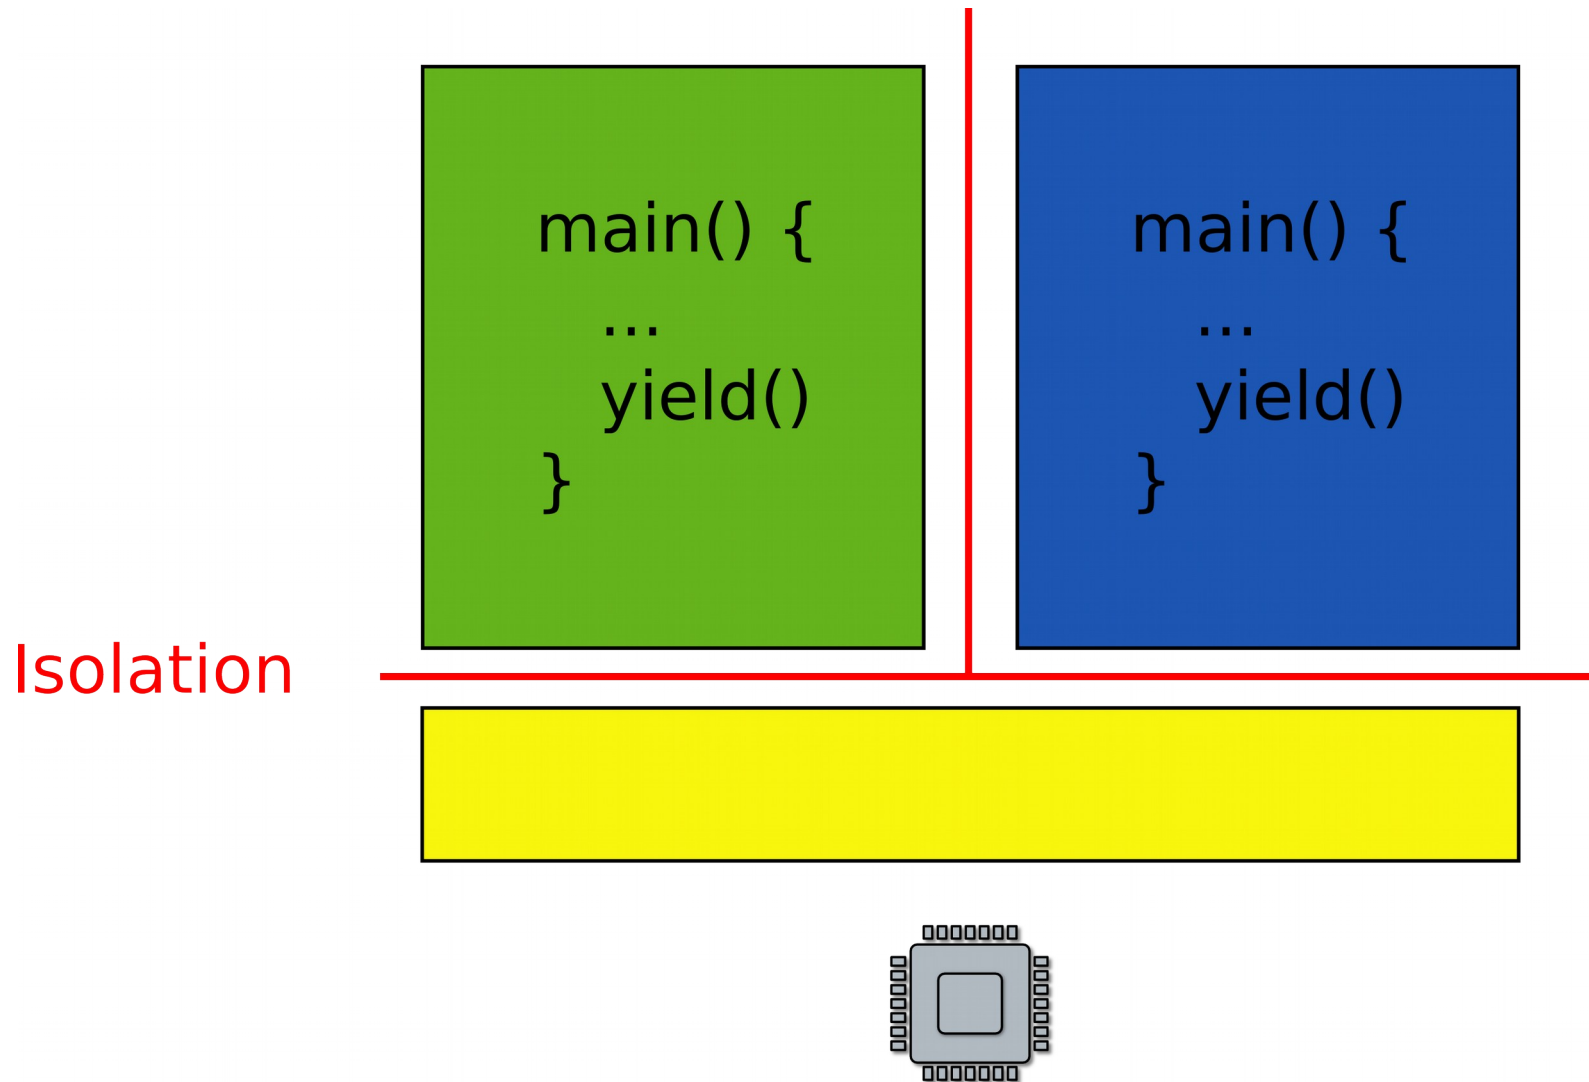 main() {
...
yield()
}
main() {
...
yield()
}
Isolation